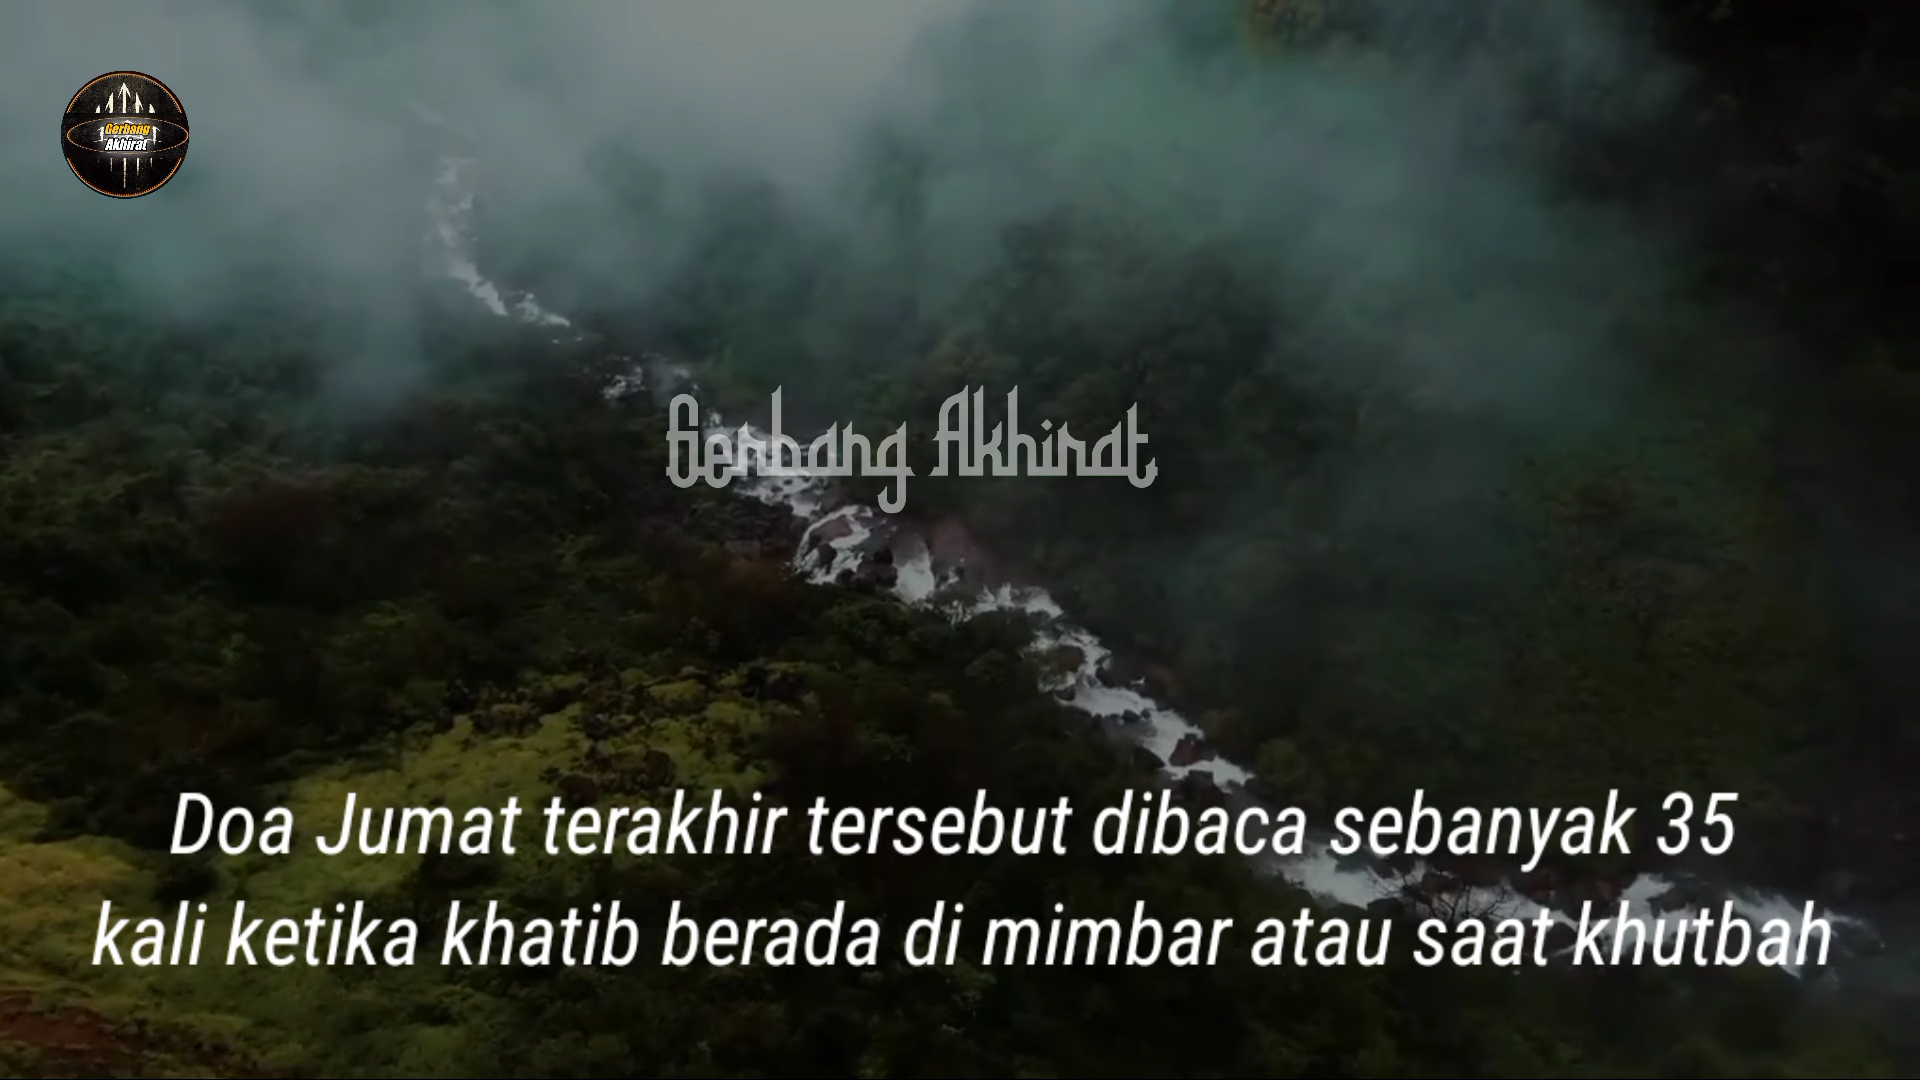 Gerbang
Akhirat
Gerbang Akhirat
Doa Jumat terakhir tersebut dibaca sebanyak 35
kali ketika khatib berada di mimbar atau saat khutbah